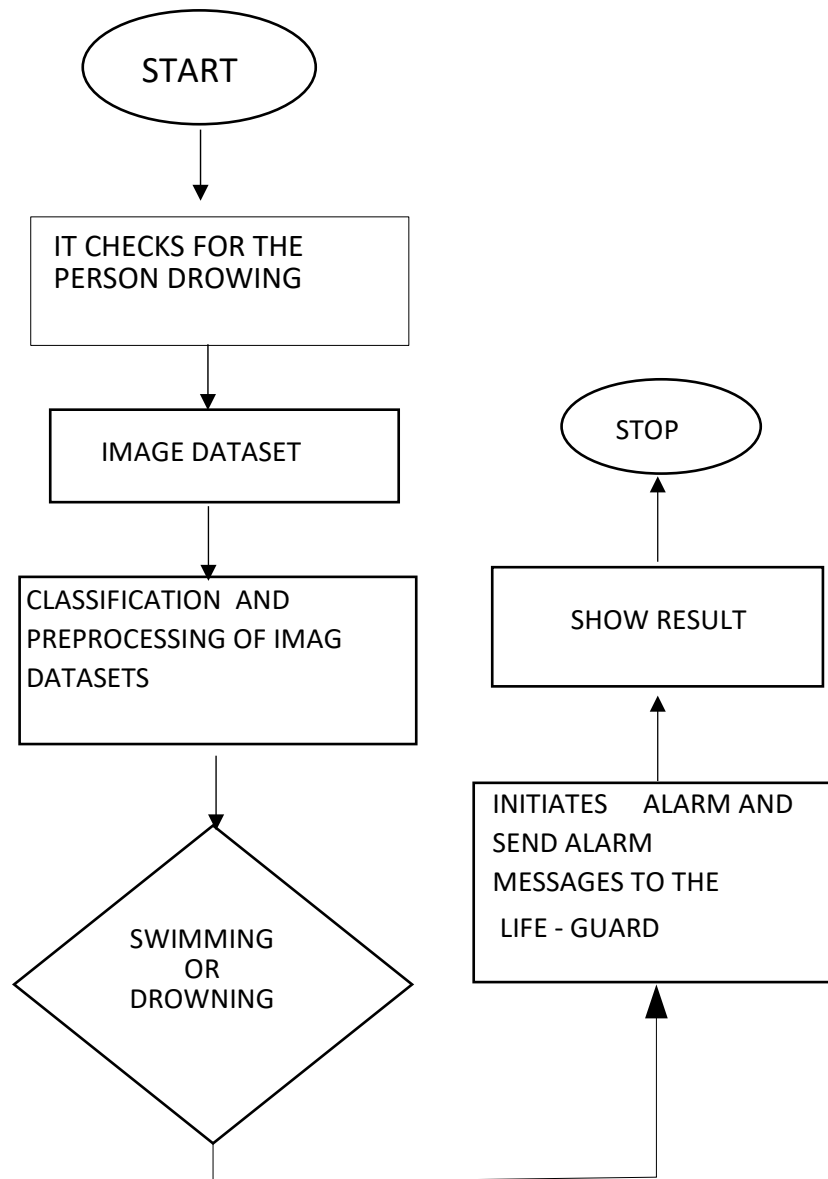 START
IT CHECKS FOR THE
PERSON DROWING
IMAGE DATASET
CLASSIFICATION AND
PREPROCESSING OF IMAG
DATASETS
SWIMMING
OR
DROWNING
INITIATES ALARM AND
SEND ALARM
MESSAGES TO THE
LIFE - GUARD
SHOW RESULT
STOP